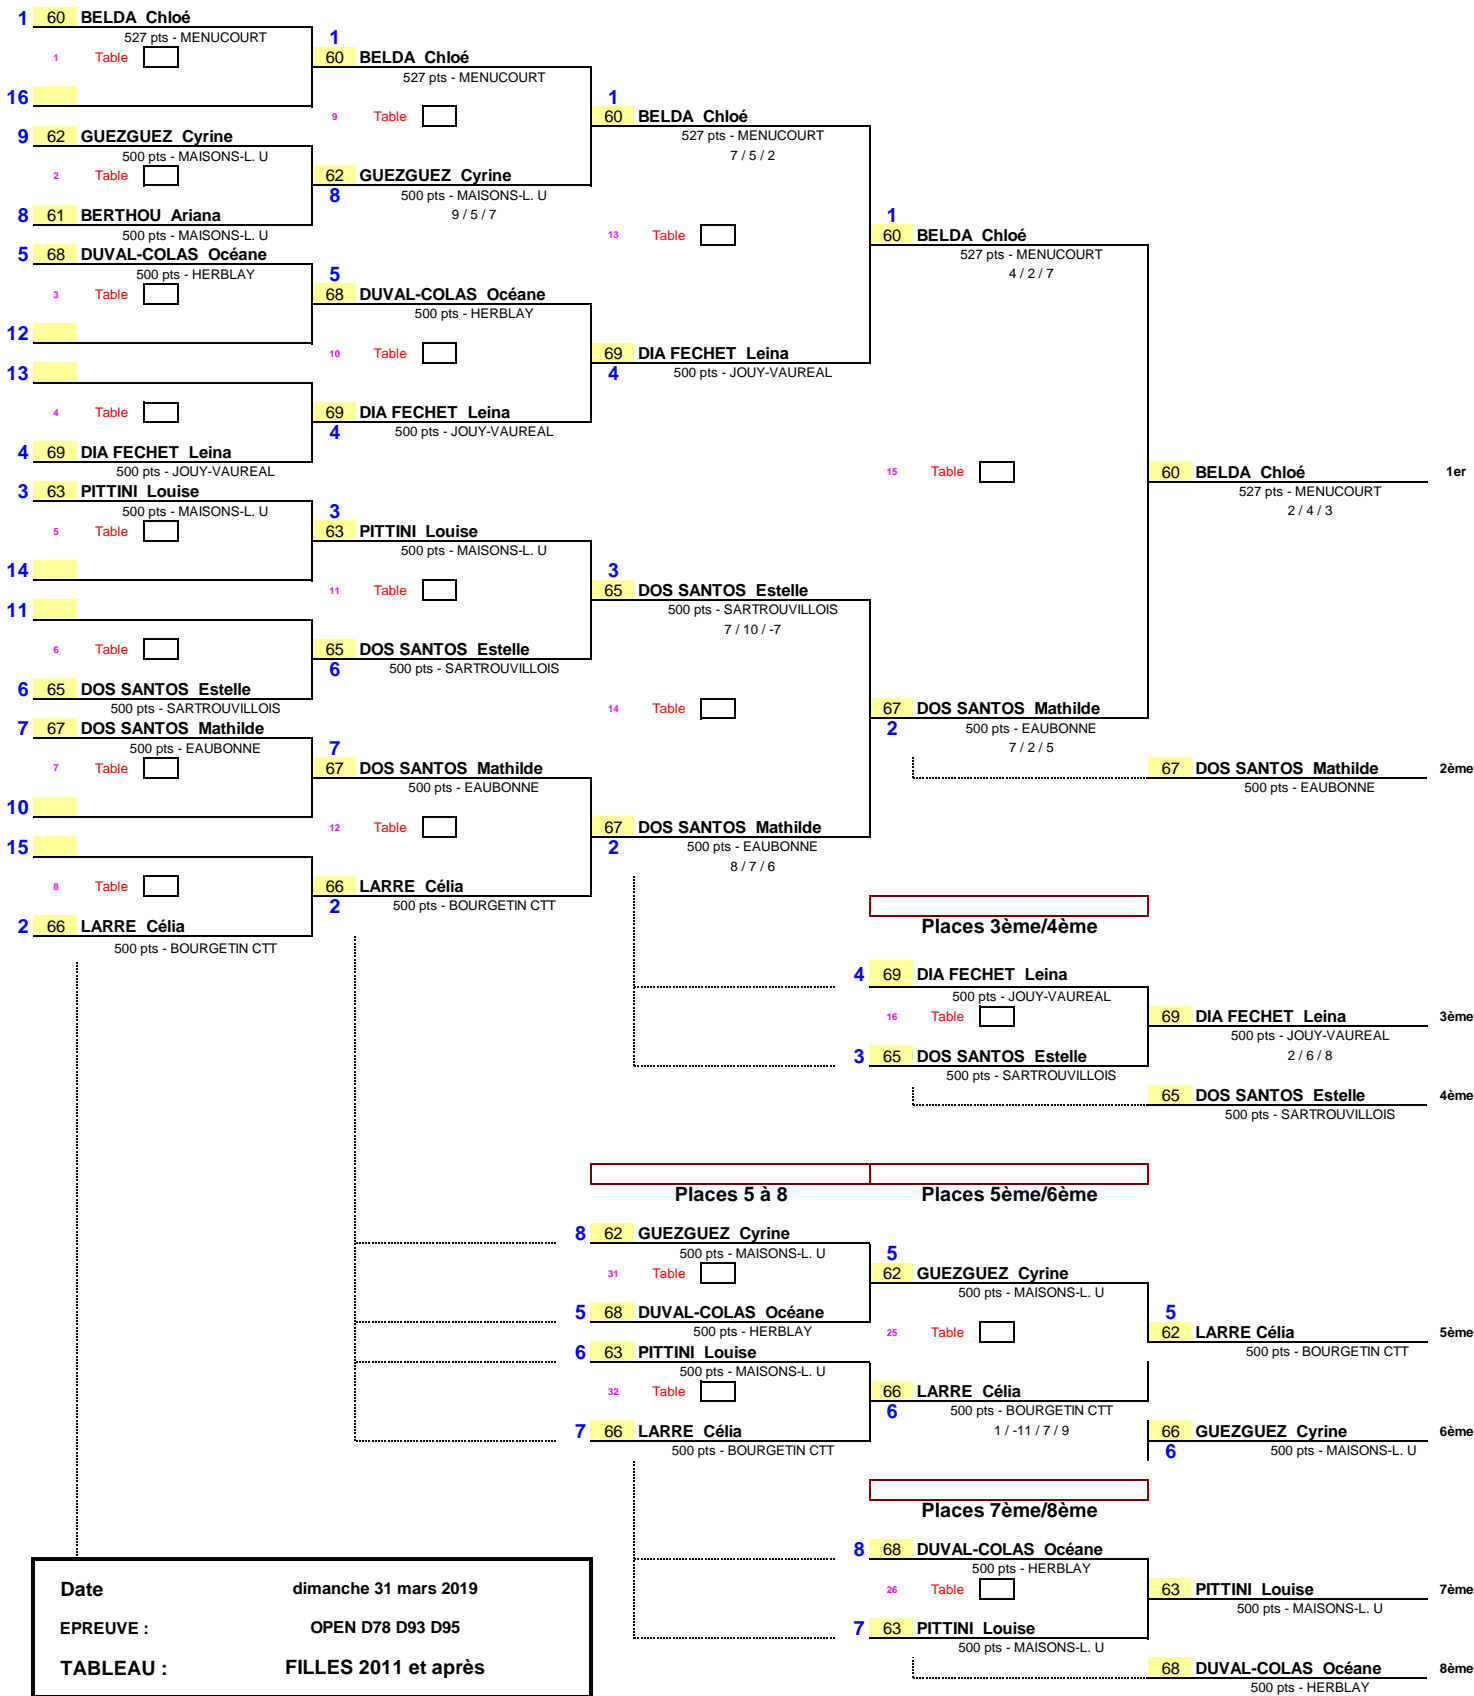 1 60 BELDA Chloé
527 pts - MENUCOURT
1 Table
16
9 62 GUEZGUEZ Cyrine
500 pts - MAISONS-L. U
2 Table
8 61 BERTHOU Ariana
500 pts - MAISONS-L. U
5 68 DUVAL-COLAS Océane
500 pts - HERBLAY
3 Table
12
13
4 Table
4 69 DIA FECHET Leina
500 pts - JOUY-VAUREAL
3 63 PITTINI Louise
500 pts - MAISONS-L. U
5 Table
14
11
6 Table
6 65 DOS SANTOS Estelle
500 pts - SARTROUVILLOIS
7 67 DOS SANTOS Mathilde
500 pts - EAUBONNE
7 Table
10
15
8 Table
2 66 LARRE Célia
500 pts - BOURGETIN CTT
1
60 BELDA Chloé
527 pts - MENUCOURT
9 Table
62 GUEZGUEZ Cyrine
8 500 pts - MAISONS-L. U
9 / 5 / 7
5
68 DUVAL-COLAS Océane
500 pts - HERBLAY
10 Table
69 DIA FECHET Leina
4 500 pts - JOUY-VAUREAL
3
63 PITTINI Louise
500 pts - MAISONS-L. U
11 Table
65 DOS SANTOS Estelle
6 500 pts - SARTROUVILLOIS
7
67 DOS SANTOS Mathilde
500 pts - EAUBONNE
12 Table
66 LARRE Célia
2 500 pts - BOURGETIN CTT
1
60 BELDA Chloé
527 pts - MENUCOURT
7 / 5 / 2
13 Table
69 DIA FECHET Leina
4 500 pts - JOUY-VAUREAL
3
65 DOS SANTOS Estelle
500 pts - SARTROUVILLOIS
7 / 10 / -7
14 Table
67 DOS SANTOS Mathilde
2 500 pts - EAUBONNE
8 / 7 / 6
1
60 BELDA Chloé
527 pts - MENUCOURT
4 / 2 / 7
15 Table
67 DOS SANTOS Mathilde
2 500 pts - EAUBONNE
7 / 2 / 5
60 BELDA Chloé 1er
527 pts - MENUCOURT
2 / 4 / 3
67 DOS SANTOS Mathilde 2ème
500 pts - EAUBONNE
Places 3ème/4ème
4 69 DIA FECHET Leina
500 pts - JOUY-VAUREAL
16 Table
3 65 DOS SANTOS Estelle
500 pts - SARTROUVILLOIS
69 DIA FECHET Leina 3ème
500 pts - JOUY-VAUREAL
2 / 6 / 8
65 DOS SANTOS Estelle 4ème
500 pts - SARTROUVILLOIS
Places 5 à 8
8 62 GUEZGUEZ Cyrine
500 pts - MAISONS-L. U
31 Table
5 68 DUVAL-COLAS Océane
500 pts - HERBLAY
6 63 PITTINI Louise
500 pts - MAISONS-L. U
32 Table
7 66 LARRE Célia
500 pts - BOURGETIN CTT
Places 5ème/6ème
5
62 GUEZGUEZ Cyrine
500 pts - MAISONS-L. U
25 Table
66 LARRE Célia
6 500 pts - BOURGETIN CTT
1 / -11 / 7 / 9
5
62 LARRE Célia 5ème
500 pts - BOURGETIN CTT
66 GUEZGUEZ Cyrine 6ème
6 500 pts - MAISONS-L. U
Places 7ème/8ème
8 68 DUVAL-COLAS Océane
500 pts - HERBLAY
26 Table
7 63 PITTINI Louise
500 pts - MAISONS-L. U
63 PITTINI Louise 7ème
500 pts - MAISONS-L. U
68 DUVAL-COLAS Océane 8ème
500 pts - HERBLAY
Date dimanche 31 mars 2019
EPREUVE : OPEN D78 D93 D95
TABLEAU : FILLES 2011 et après